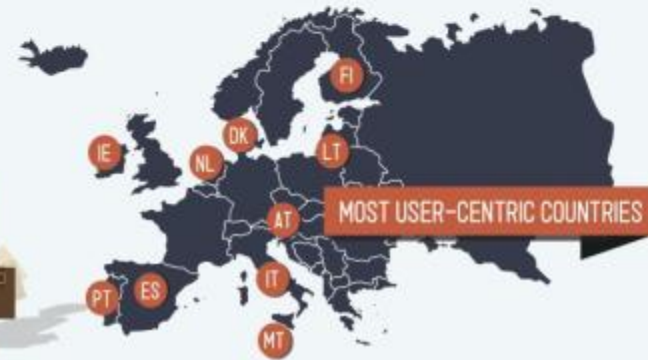 FI
DK
IE
NL
LT
AT
MOST USER-CENTRIC COUNTRIES
IT
ES
PT
MT